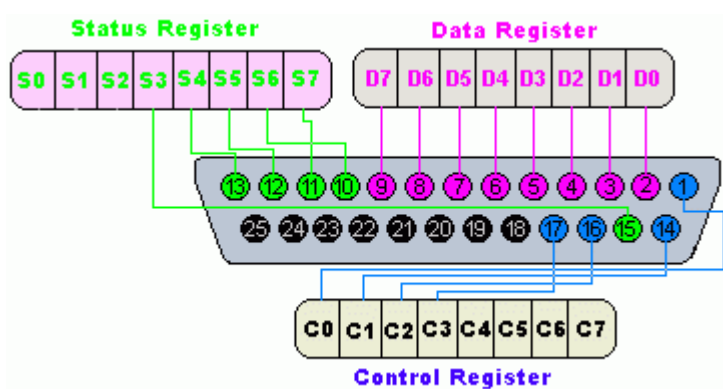 Status Register Data Register
S0 S1 S2 S3 S4 S5 S6 S7 D7 D6 D5 D4 D3 D2 D1 D0
13 12 11 10 9 8 7 6 5 4 3 2 1
25 24 23 22 21 20 19 18 17 16 15 14
C0 C1 C2 C3 C4 C5 C6 C7
Control Register